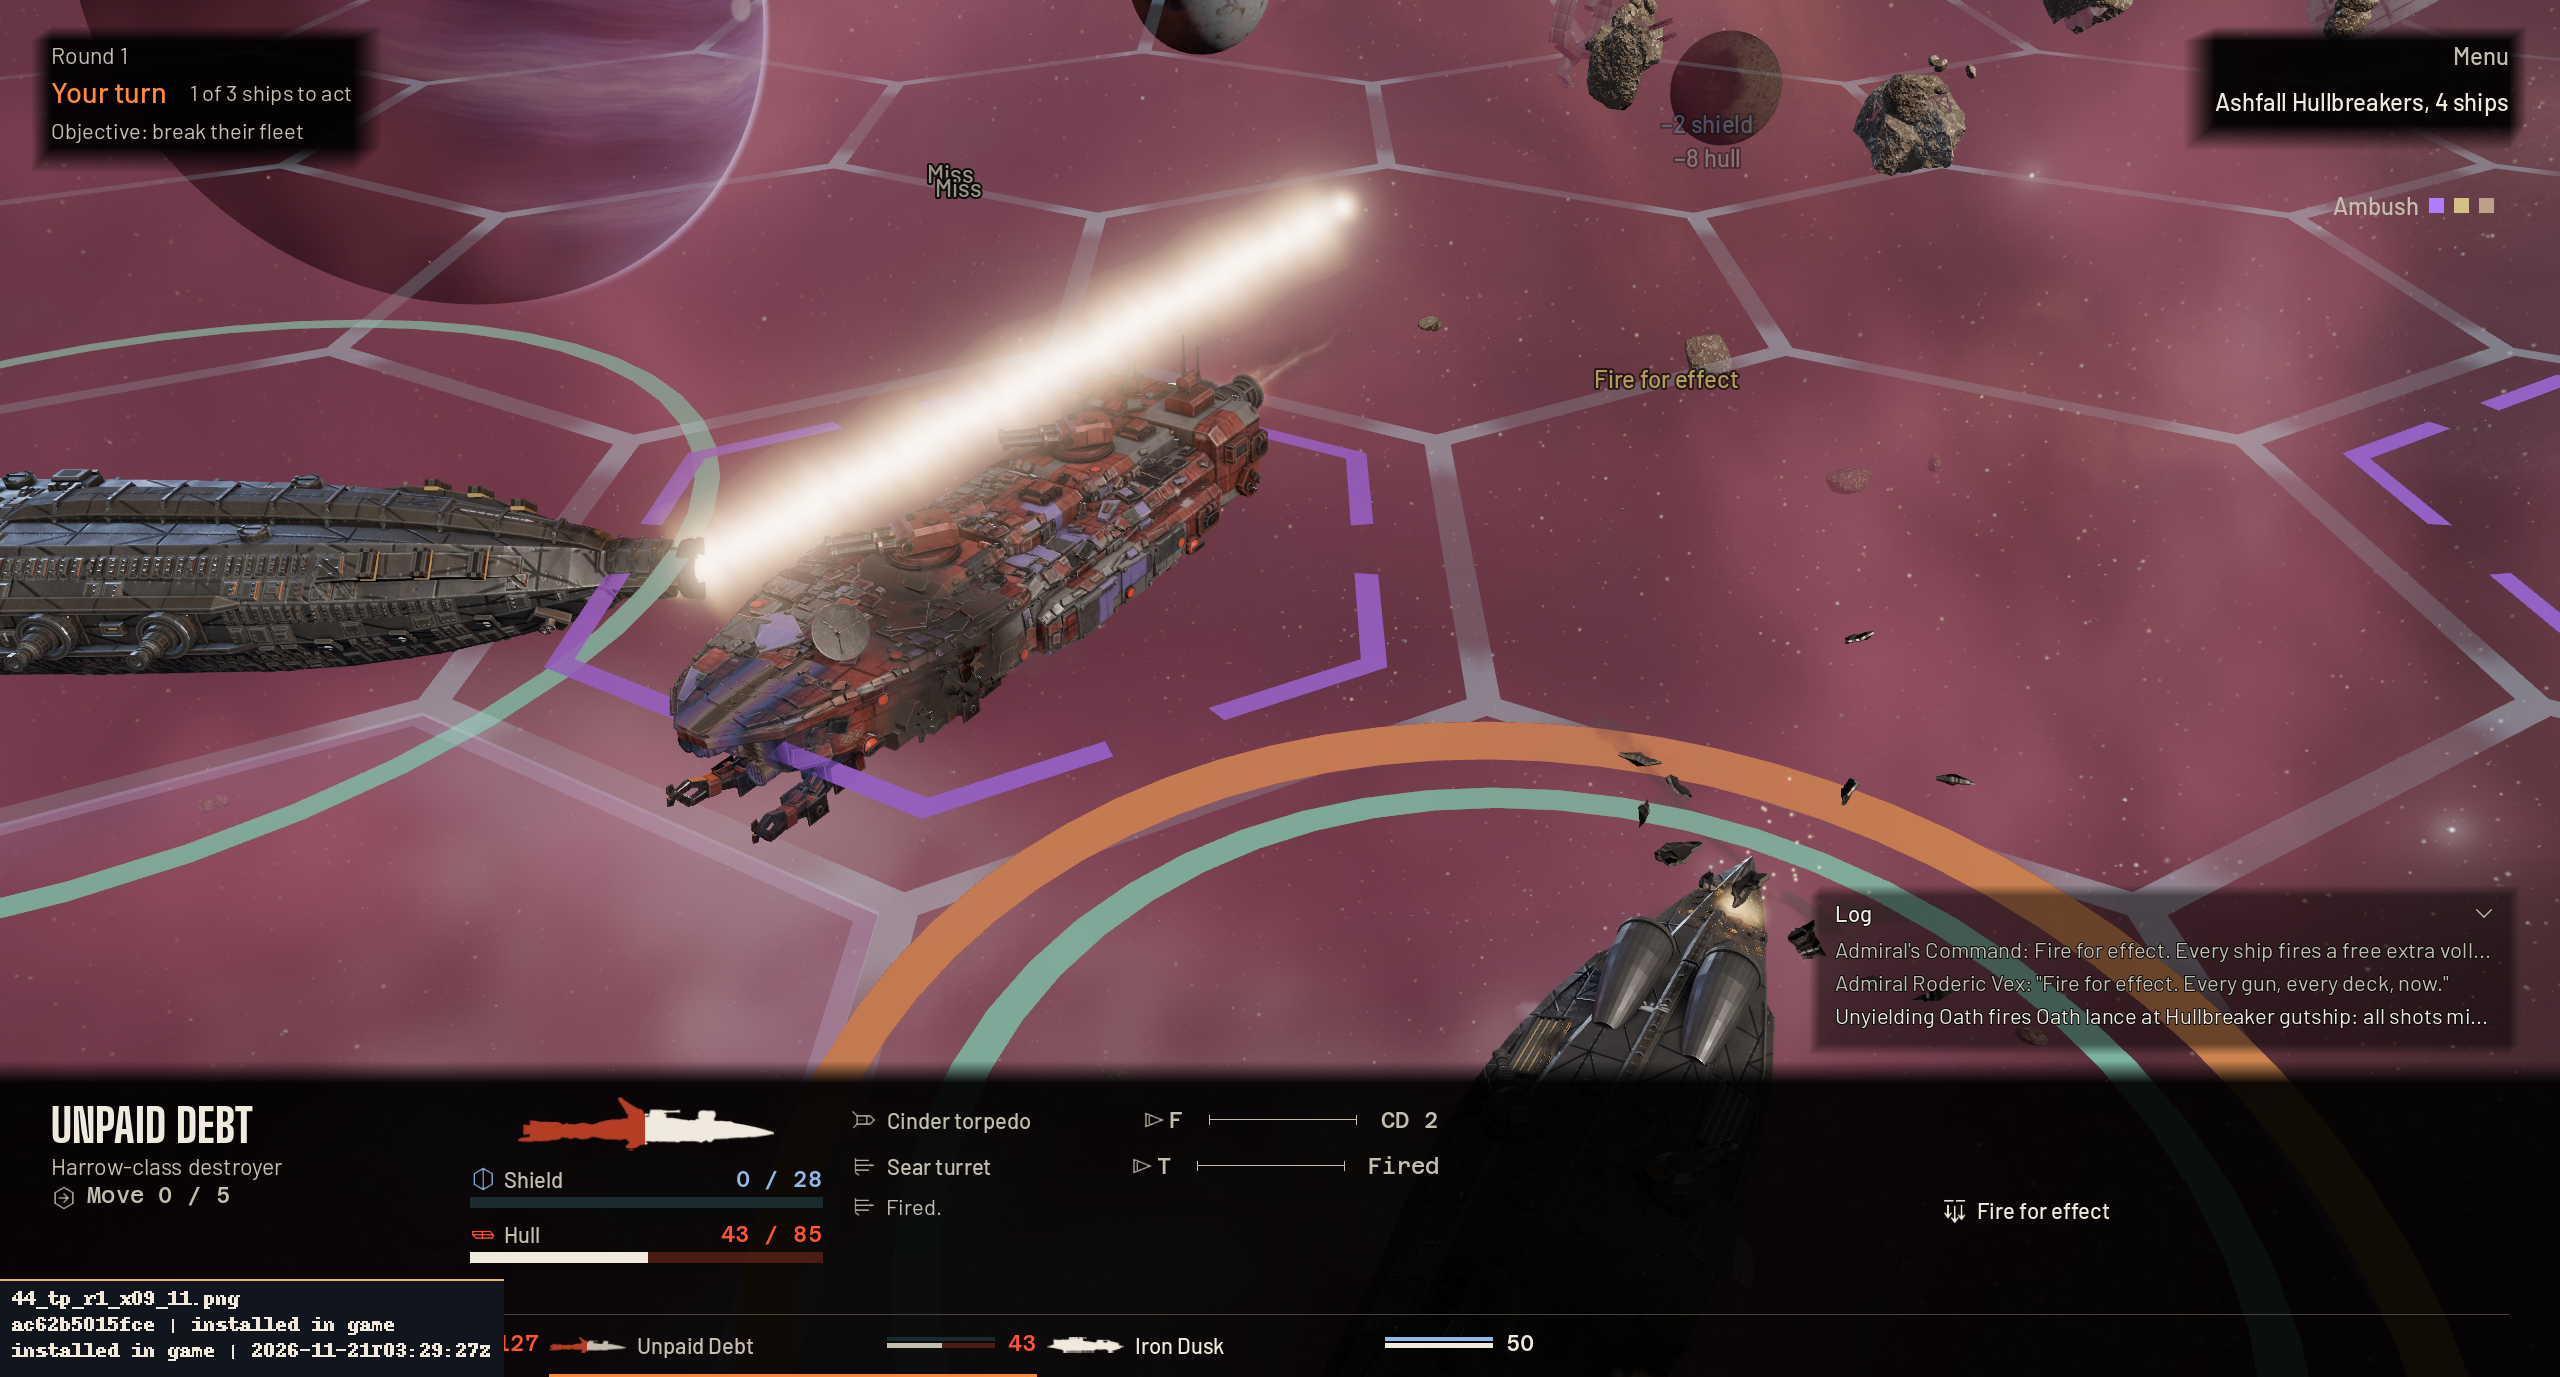 Round 1
Your turn 1 of 3 ships to act
Objective: break their fleet
Menu
Ashfall Hullbreakers, 4 ships
Ambush
−2 shield
−8 hull
Miss
Miss
Fire for effect
Log
Admiral's Command: Fire for effect. Every ship fires a free extra voll...
Admiral Roderic Vex: "Fire for effect. Every gun, every deck, now."
Unyielding Oath fires Oath lance at Hullbreaker gutship: all shots mi...
UNPAID DEBT
Harrow-class destroyer
Move 0 / 5
Shield 0 / 28
Hull 43 / 85
Cinder torpedo F CD 2
Sear turret T Fired
Fired.
Fire for effect
44_tp_r1_x09_11.png
ac62b5015fce | installed in game
installed in game | 2026-11-21T03:29:27Z
127 Unpaid Debt 43 Iron Dusk 50